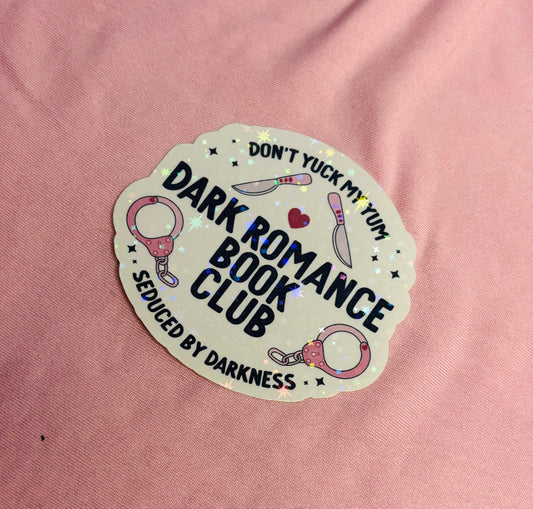 DON'T YUCK MY YUM
DARK ROMANCE
BOOK
CLUB
SEDUCED BY DARKNESS